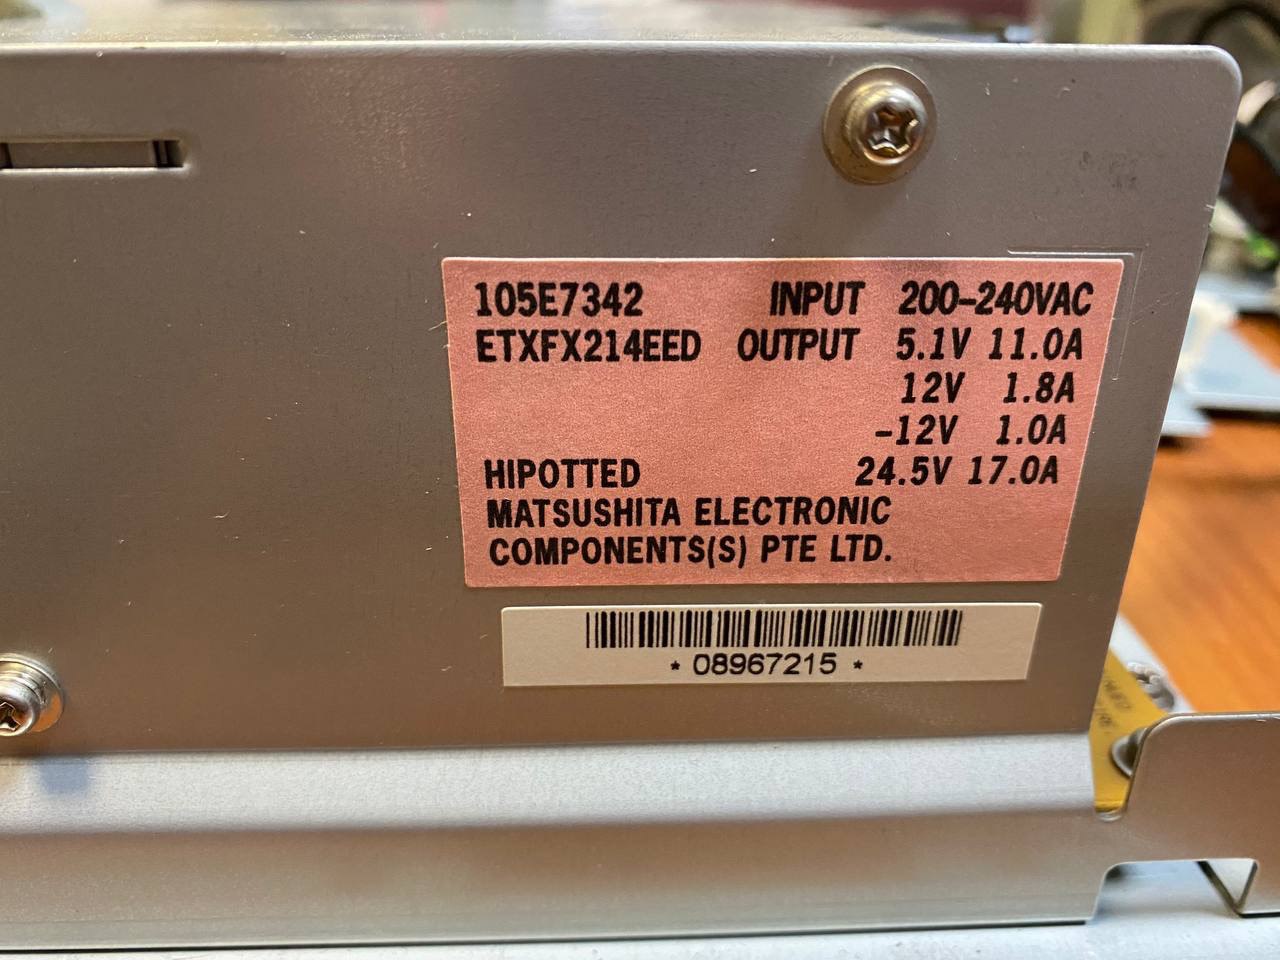 105E7342 INPUT 200-240VAC
ETXFX214EED OUTPUT 5.1V 11.0A
12V 1.8A
-12V 1.0A
HIPOTTED 24.5V 17.0A
MATSUSHITA ELECTRONIC
COMPONENTS(S) PTE LTD.
* 08967215 *